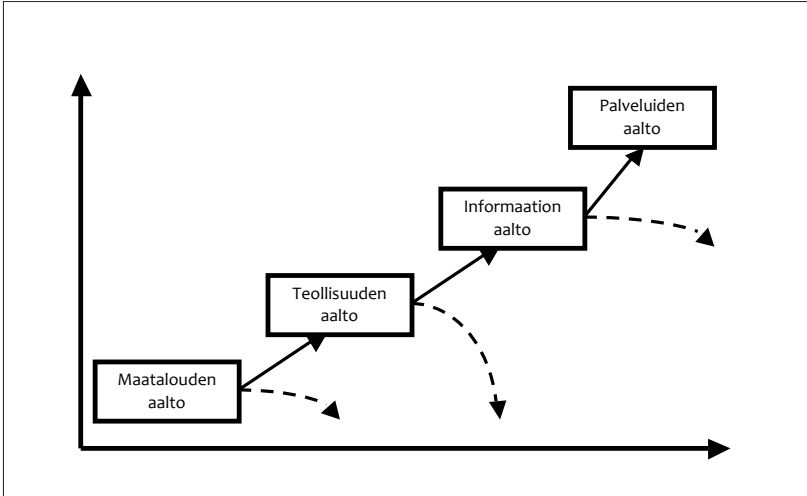 Palveluiden
aalto
Informaation
aalto
Teollisuuden
aalto
Maatalouden
aalto